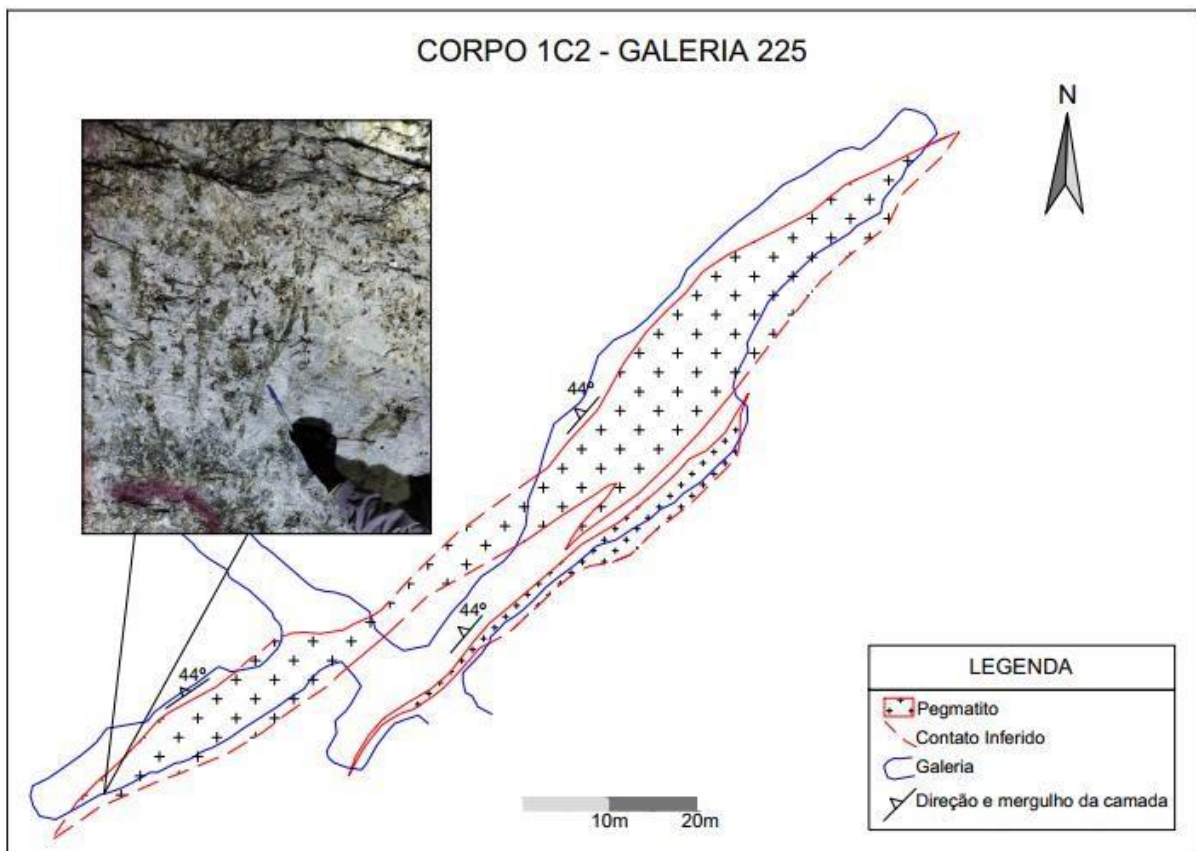 CORPO 1C2 - GALERIA 225
N
44º
44º
44º
10m 20m
LEGENDA
Pegmatito
Contato Inferido
Galeria
Direção e mergulho da camada